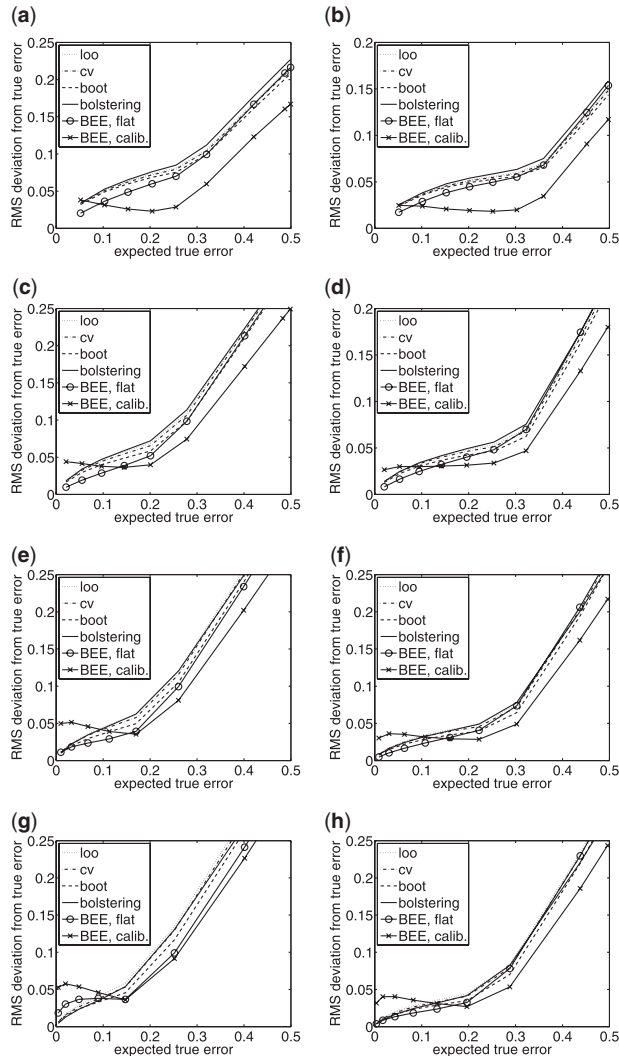 (a)
RMS deviation from true error
0.25
0.2
0.15
0.1
0.05
0
loo
cv
boot
bolstering
BEE, flat
BEE, calib.
0 0.1 0.2 0.3 0.4 0.5
expected true error
(b)
RMS deviation from true error
0.2
0.15
0.1
0.05
0
loo
cv
boot
bolstering
BEE, flat
BEE, calib.
0 0.1 0.2 0.3 0.4 0.5
expected true error
(c)
RMS deviation from true error
0.25
0.2
0.15
0.1
0.05
0
loo
cv
boot
bolstering
BEE, flat
BEE, calib.
0 0.1 0.2 0.3 0.4 0.5
expected true error
(d)
RMS deviation from true error
0.2
0.15
0.1
0.05
0
loo
cv
boot
bolstering
BEE, flat
BEE, calib.
0 0.1 0.2 0.3 0.4 0.5
expected true error
(e)
RMS deviation from true error
0.25
0.2
0.15
0.1
0.05
0
loo
cv
boot
bolstering
BEE, flat
BEE, calib.
0 0.1 0.2 0.3 0.4 0.5
expected true error
(f)
RMS deviation from true error
0.25
0.2
0.15
0.1
0.05
0
loo
cv
boot
bolstering
BEE, flat
BEE, calib.
0 0.1 0.2 0.3 0.4 0.5
expected true error
(g)
RMS deviation from true error
0.25
0.2
0.15
0.1
0.05
0
loo
cv
boot
bolstering
BEE, flat
BEE, calib.
0 0.1 0.2 0.3 0.4 0.5
expected true error
(h)
RMS deviation from true error
0.25
0.2
0.15
0.1
0.05
0
loo
cv
boot
bolstering
BEE, flat
BEE, calib.
0 0.1 0.2 0.3 0.4 0.5
expected true error